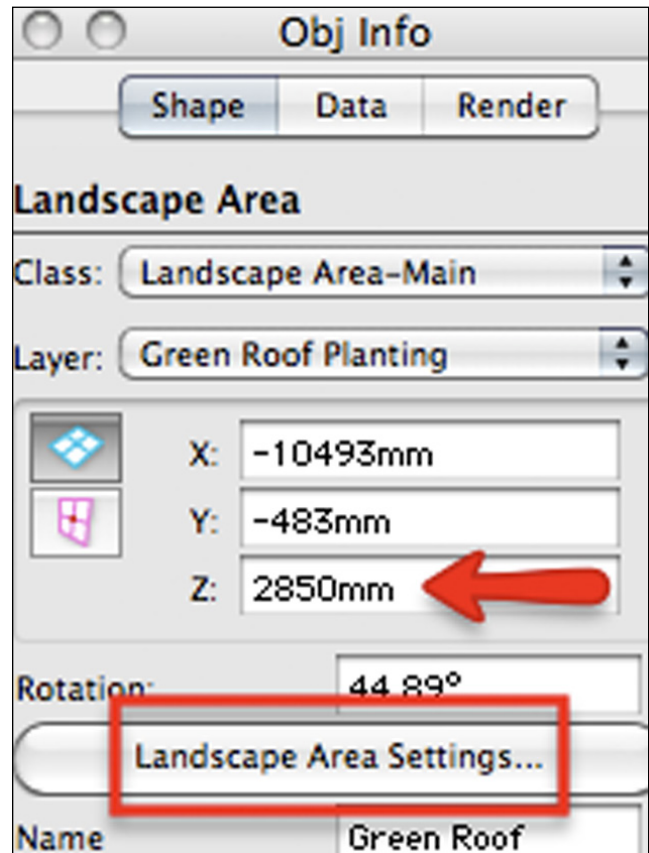 Obj Info
Shape Data Render
Landscape Area
Class: Landscape Area-Main
Layer: Green Roof Planting
X: -10493mm
Y: -483mm
Z: 2850mm
Rotation: 44.89°
Landscape Area Settings...
Name Green Roof